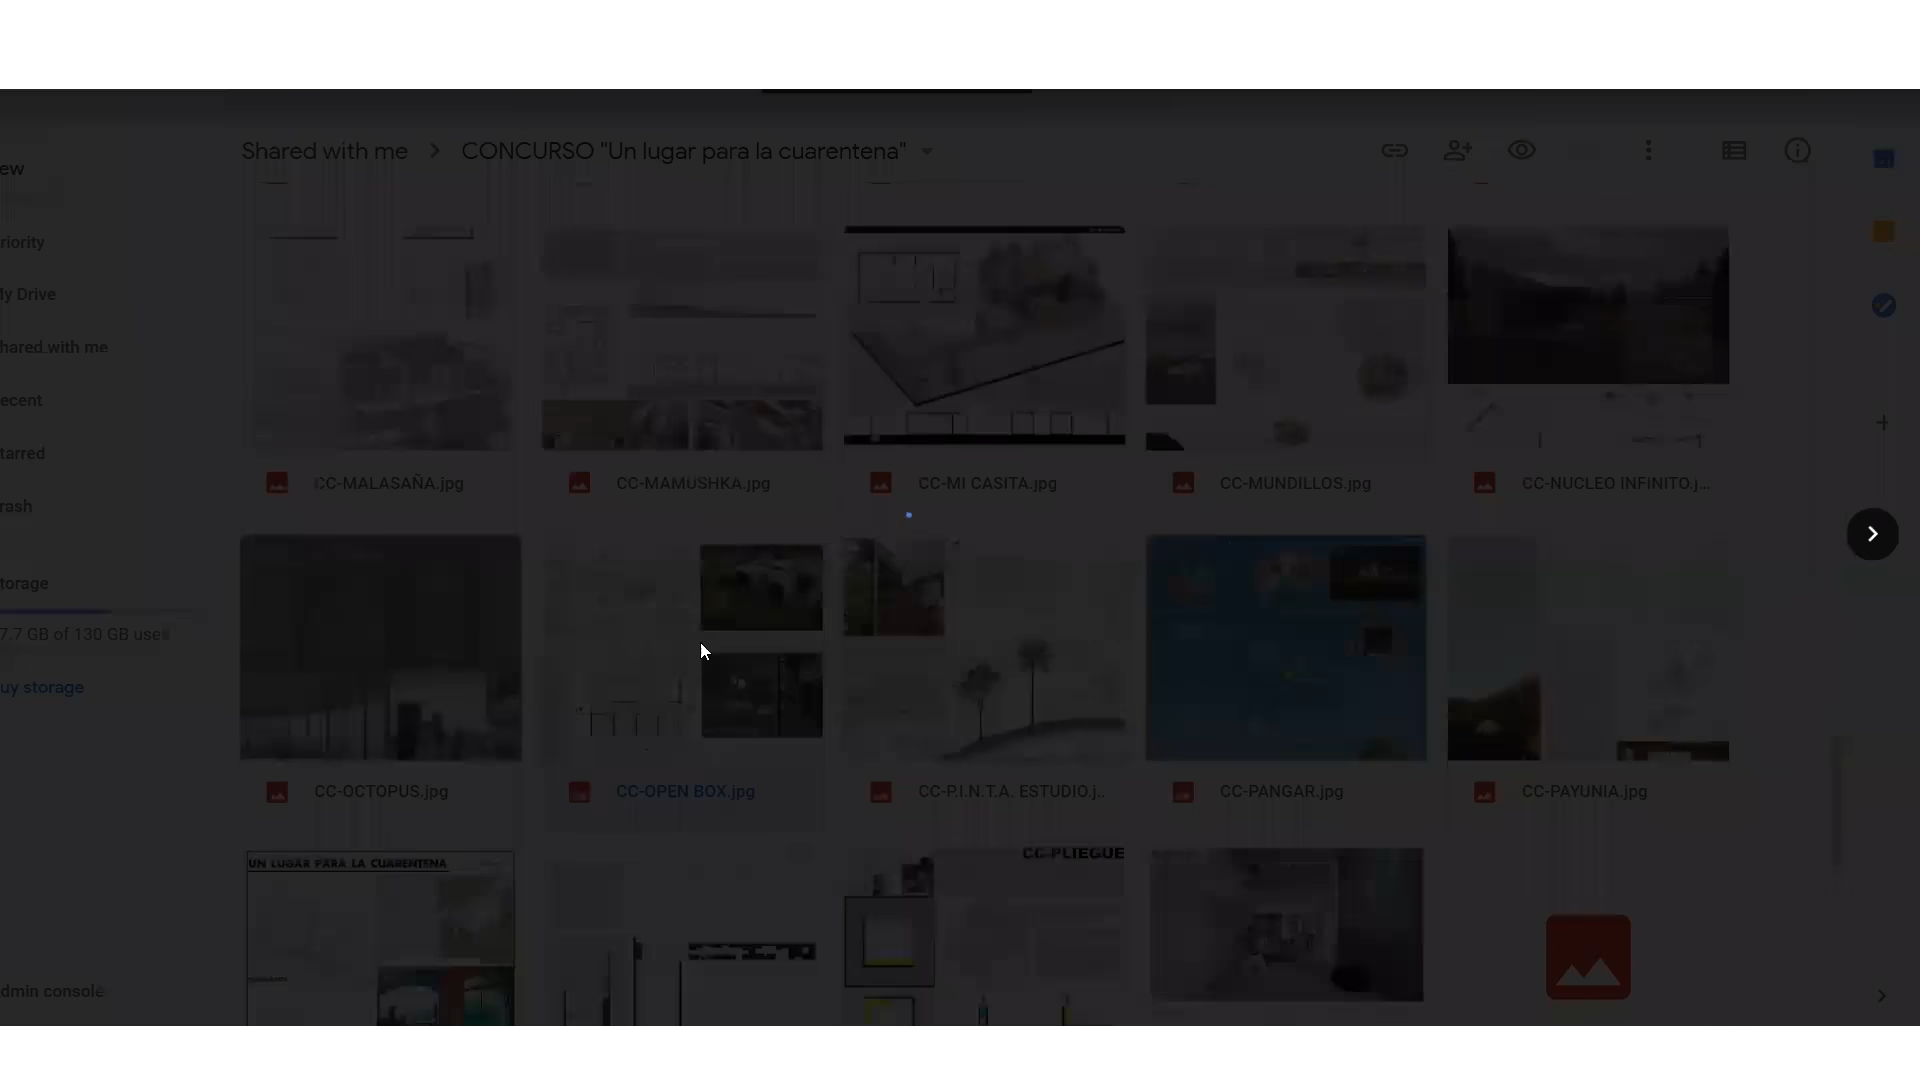 Shared with me > CONCURSO "Un lugar para la cuarentena"
ew
riority
ly Drive
hared with me
ecent
tarred
rash
torage
7.7 GB of 130 GB used
uy storage
dmin console
CC-MALASAÑA.jpg
CC-MAMUSHKA.jpg
CC-MI CASITA.jpg
CC-MUNDILLOS.jpg
CC-NUCLEO INFINITO.j...
CC-OCTOPUS.jpg
CC-OPEN BOX.jpg
CC-P.I.N.T.A. ESTUDIO.j...
CC-PANGAR.jpg
CC-PAYUNIA.jpg
UN LUGAR PARA LA CUARENTENA
CC-PLIEGUE